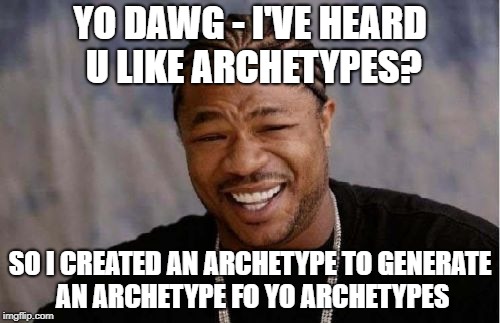 YO DAWG - I'VE HEARD
U LIKE ARCHETYPES?
SO I CREATED AN ARCHETYPE TO GENERATE
AN ARCHETYPE FO YO ARCHETYPES
imgflip.com